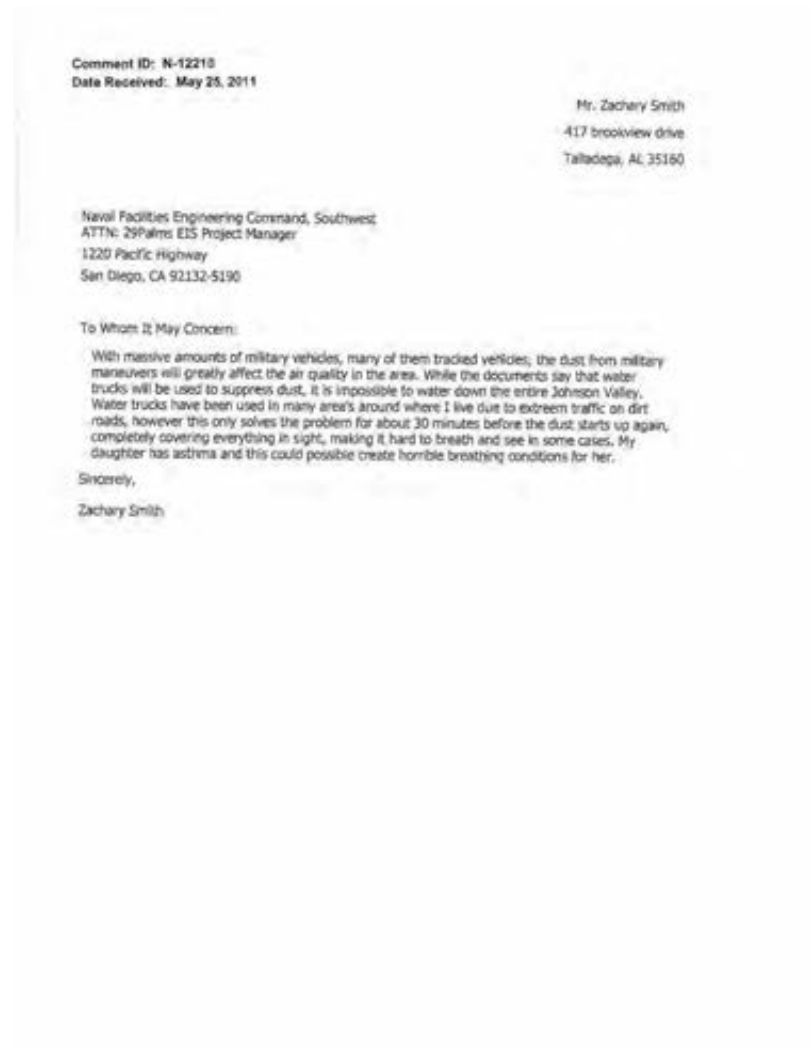 Comment ID: N-12210
Date Received: May 25, 2011
Mr. Zachary Smith
417 brookview drive
Talladega, AL 35160
Naval Facilities Engineering Command, Southwest
ATTN: 29Palms EIS Project Manager
1220 Pacific Highway
San Diego, CA 92132-5190
To Whom It May Concern:
With massive amounts of military vehicles, many of them tracked vehicles, the dust from military
maneuvers will greatly affect the air quality in the area. While the documents say that water
trucks will be used to suppress dust, it is impossible to water down the entire Johnson Valley.
Water trucks have been used in many area's around where I live due to extreem traffic on dirt
roads, however this only solves the problem for about 30 minutes before the dust starts up again,
completely covering everything in sight, making it hard to breath and see in some cases. My
daughter has asthma and this could possible create horrible breathing conditions for her.
Sincerely,
Zachary Smith